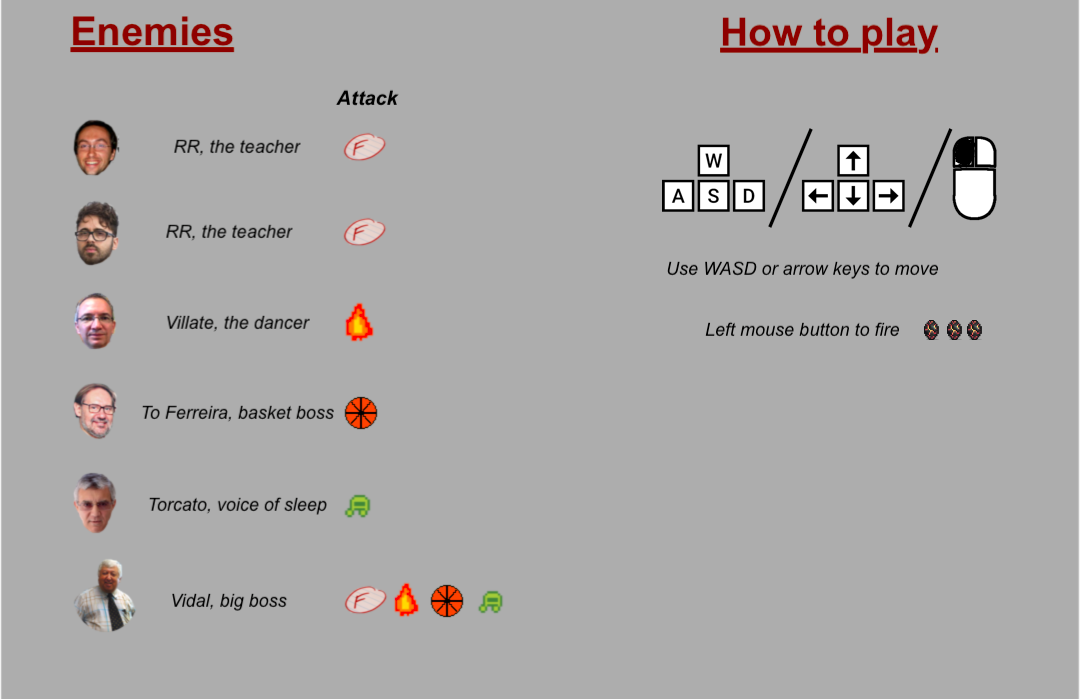 Enemies
Attack
RR, the teacher F
RR, the teacher F
Villate, the dancer
To Ferreira, basket boss
Torcato, voice of sleep
Vidal, big boss F
How to play
W
A S D
↑
← ↓ →
Use WASD or arrow keys to move
Left mouse button to fire